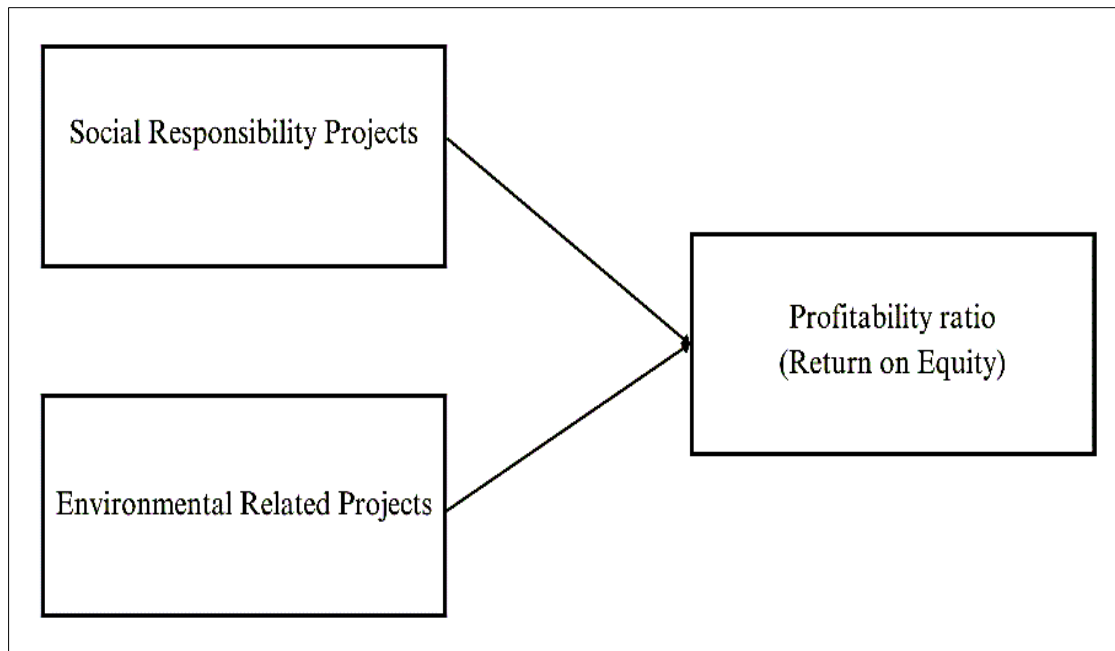 Social Responsibility Projects
Profitability ratio
(Return on Equity)
Environmental Related Projects